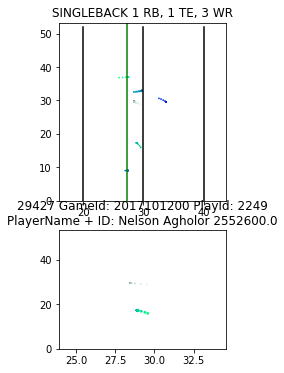 SINGLEBACK 1 RB, 1 TE, 3 WR
50
40
30
20
10
0
20 30 40
29427 GameId: 2017101200 PlayId: 2249
PlayerName + ID: Nelson Agholor 2552600.0
40
20
0
25.0 27.5 30.0 32.5